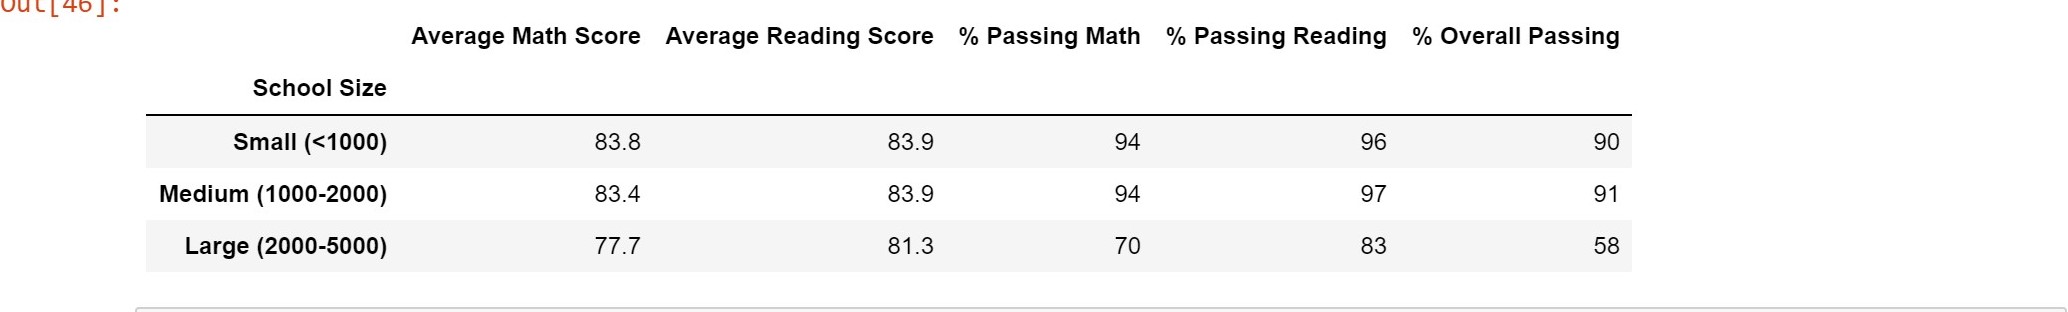 Out[46]:
Average Math Score Average Reading Score % Passing Math % Passing Reading % Overall Passing
School Size
Small (<1000) 83.8 83.9 94 96 90
Medium (1000-2000) 83.4 83.9 94 97 91
Large (2000-5000) 77.7 81.3 70 83 58